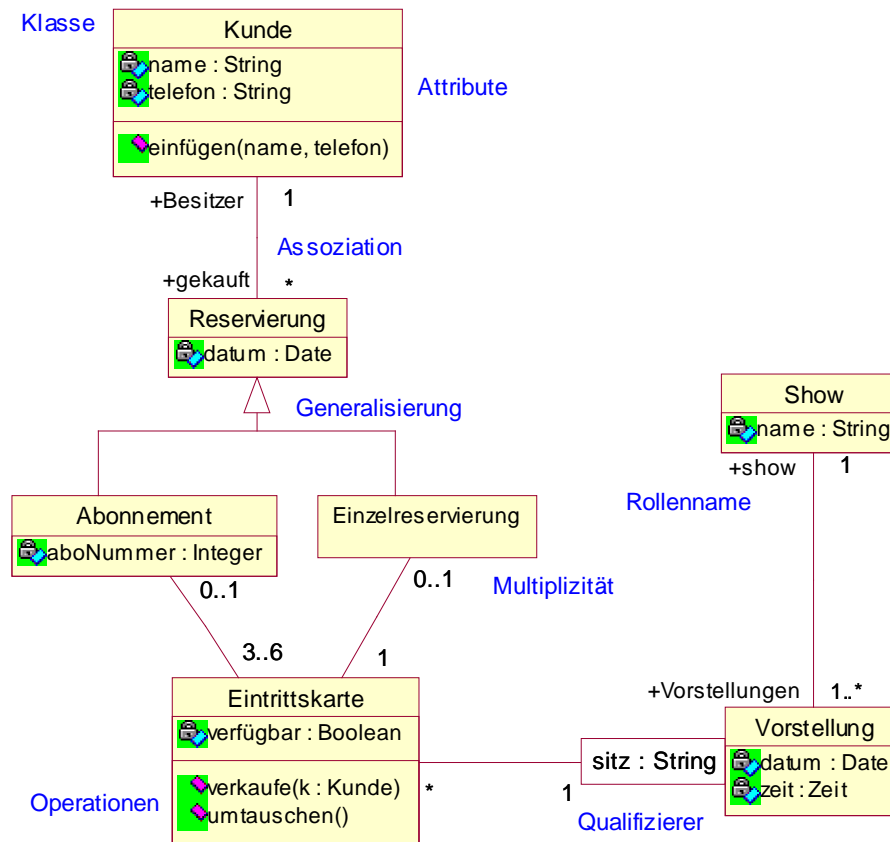 Klasse
Kunde
name : String
telefon : String
Attribute
einfügen(name, telefon)
+Besitzer
1
Assoziation
+gekauft
*
Reservierung
datum : Date
Generalisierung
Show
name : String
+show
1
Rollenname
Abonnement
aboNummer : Integer
Einzelreservierung
0..1
0..1
Multiplizität
3..6
1
+Vorstellungen
1..*
Eintrittskarte
verfügbar : Boolean
verkaufe(k : Kunde)
umtauschen()
Operationen
*
1
sitz : String
Qualifizierer
Vorstellung
datum : Date
zeit : Zeit